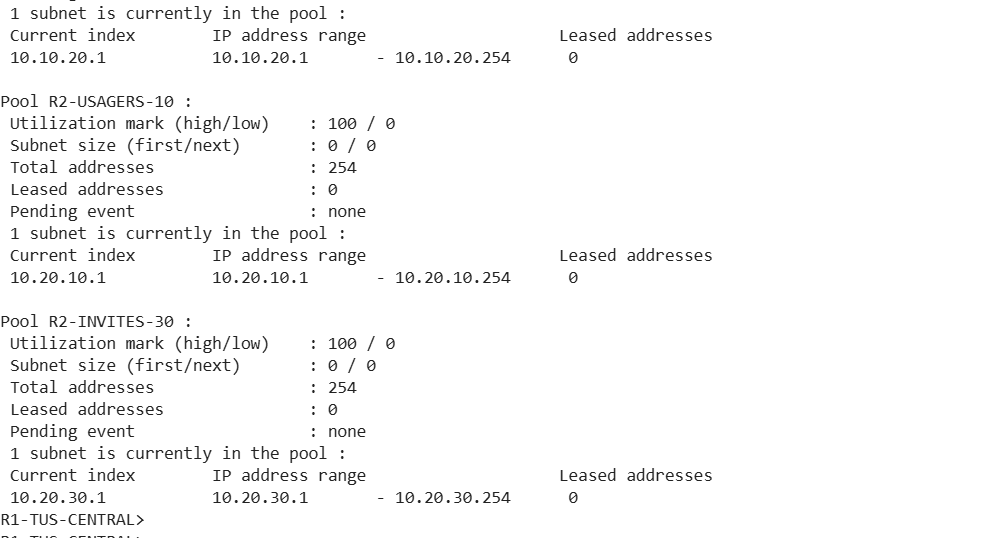 1 subnet is currently in the pool :
Current index IP address range Leased addresses
10.10.20.1 10.10.20.1 - 10.10.20.254 0
Pool R2-USAGERS-10 :
Utilization mark (high/low) : 100 / 0
Subnet size (first/next) : 0 / 0
Total addresses : 254
Leased addresses : 0
Pending event : none
1 subnet is currently in the pool :
Current index IP address range Leased addresses
10.20.10.1 10.20.10.1 - 10.20.10.254 0
Pool R2-INVITES-30 :
Utilization mark (high/low) : 100 / 0
Subnet size (first/next) : 0 / 0
Total addresses : 254
Leased addresses : 0
Pending event : none
1 subnet is currently in the pool :
Current index IP address range Leased addresses
10.20.30.1 10.20.30.1 - 10.20.30.254 0
R1-TUS-CENTRAL>